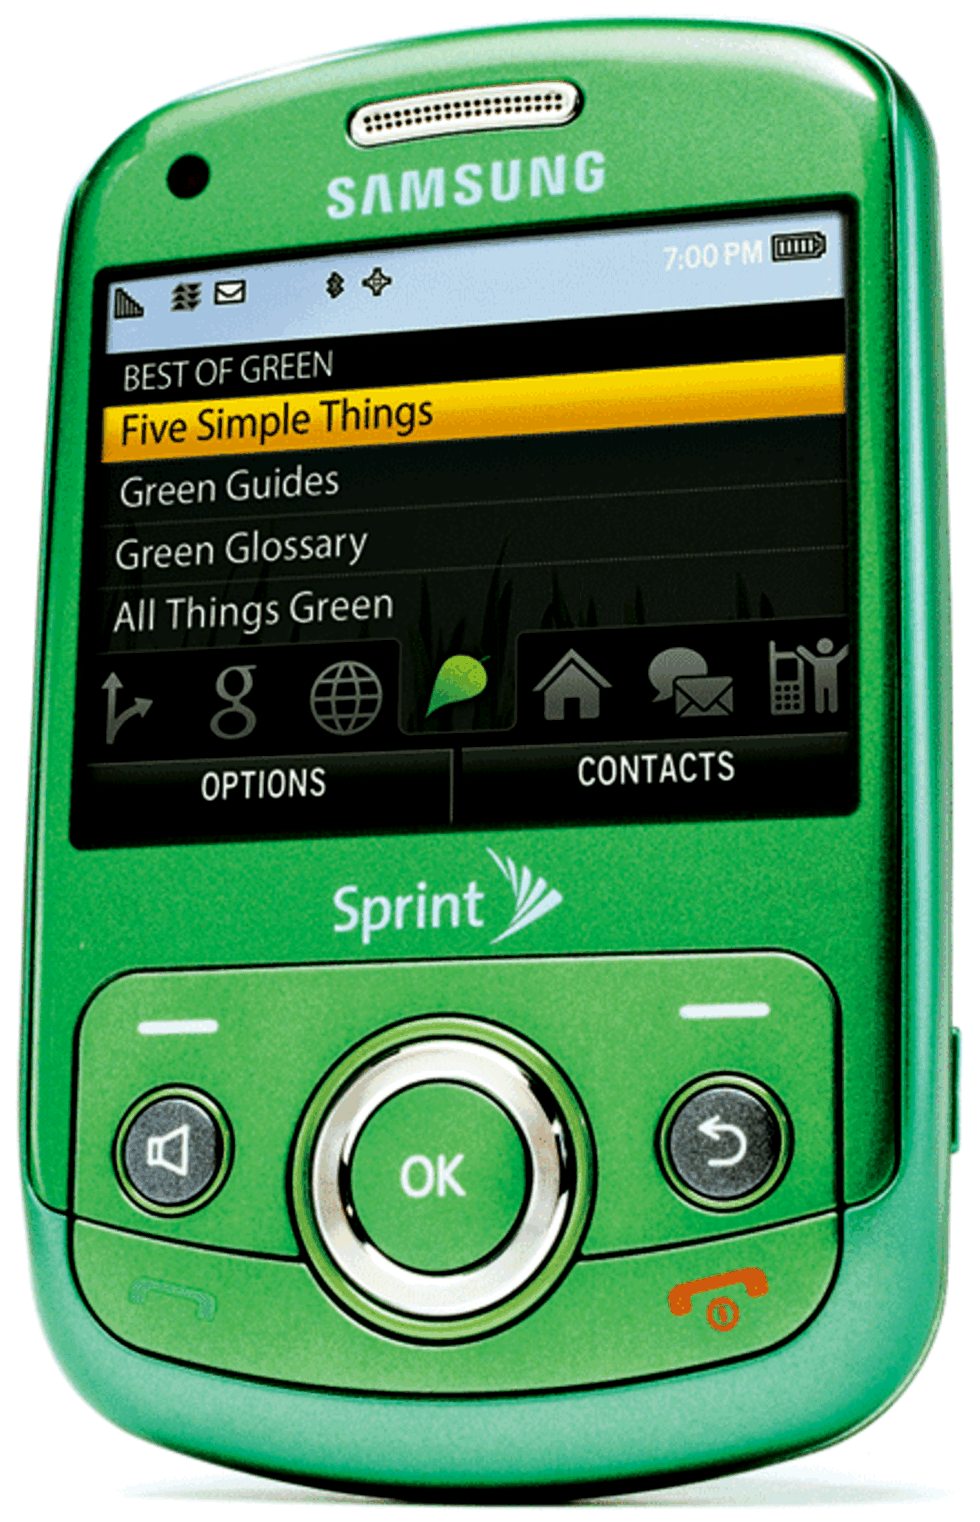 SAMSUNG
7:00 PM
BEST OF GREEN
Five Simple Things
Green Guides
Green Glossary
All Things Green
g
OPTIONS
CONTACTS
Sprint
OK